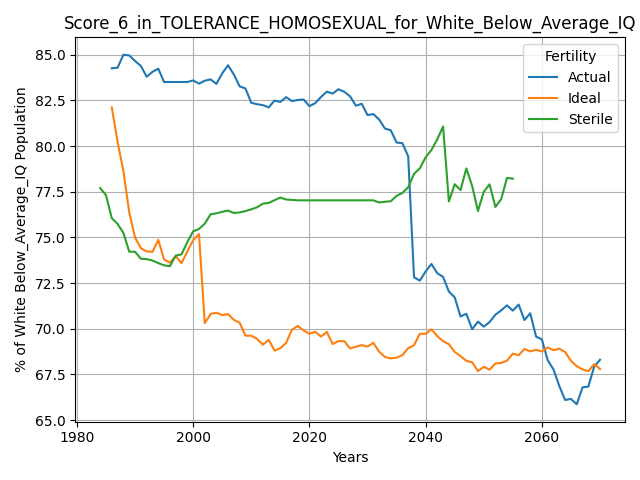 Score_6_in_TOLERANCE_HOMOSEXUAL_for_White_Below_Average_IQ
% of White Below_Average_IQ Population
85.0
82.5
80.0
77.5
75.0
72.5
70.0
67.5
65.0
Fertility
Actual
Ideal
Sterile
1980
2000
2020
2040
2060
Years